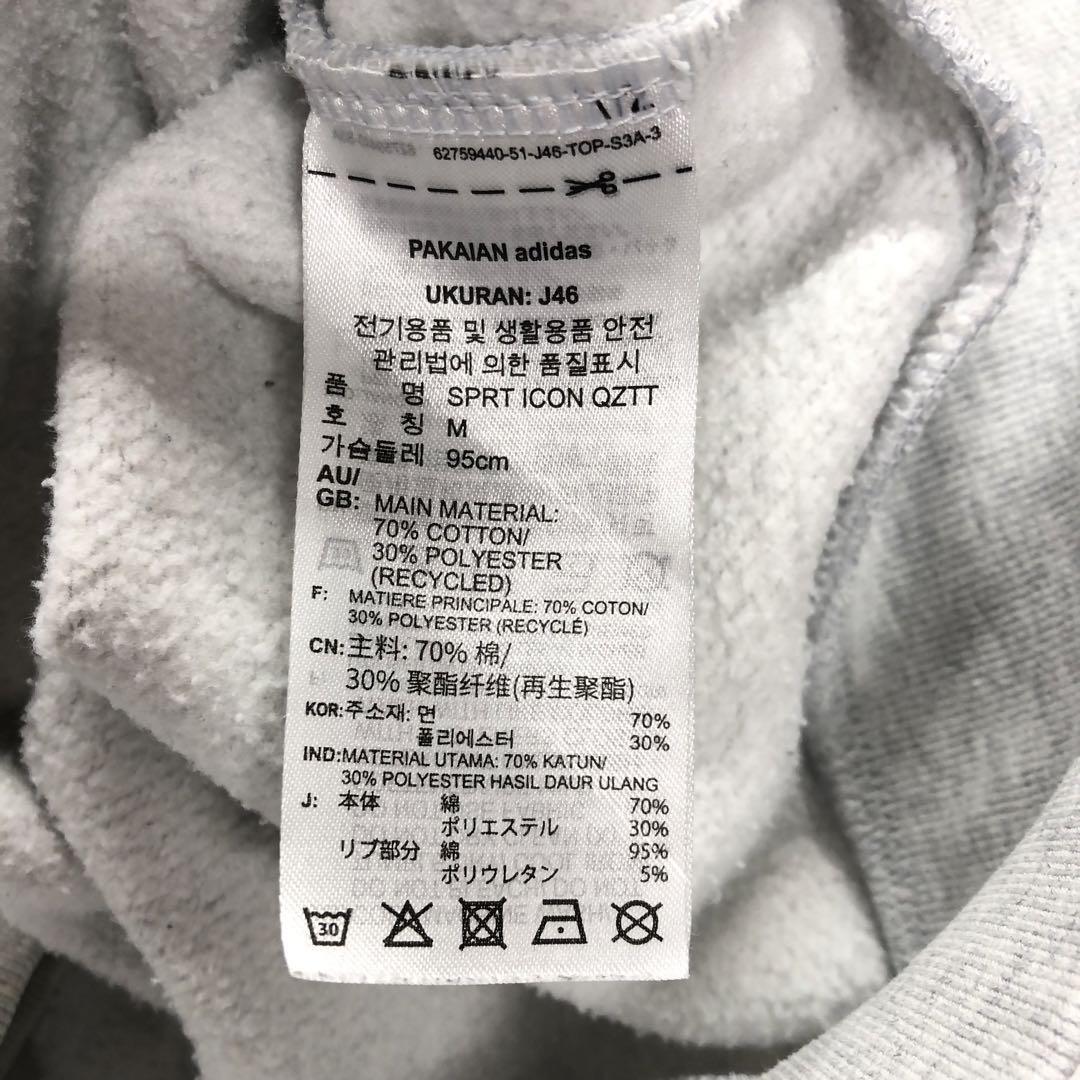 62759440-51-J46-TOP-S3A-3
PAKAIAN adidas
UKURAN: J46
전기용품 및 생활용품 안전
관리법에 의한 품질표시
품 명 SPRT ICON QZTT
호 칭 M
가슴둘레 95cm
AU/
GB: MAIN MATERIAL:
70% COTTON/
30% POLYESTER
(RECYCLED)
F: MATIERE PRINCIPALE: 70% COTON/
30% POLYESTER (RECYCLÉ)
CN: 主料: 70% 棉/
30% 聚酯纤维(再生聚酯)
KOR: 주소재: 면 70%
폴리에스터 30%
IND: MATERIAL UTAMA: 70% KATUN/
30% POLYESTER HASIL DAUR ULANG
J: 本体 綿 70%
ポリエステル 30%
リブ部分 綿 95%
ポリウレタン 5%
30